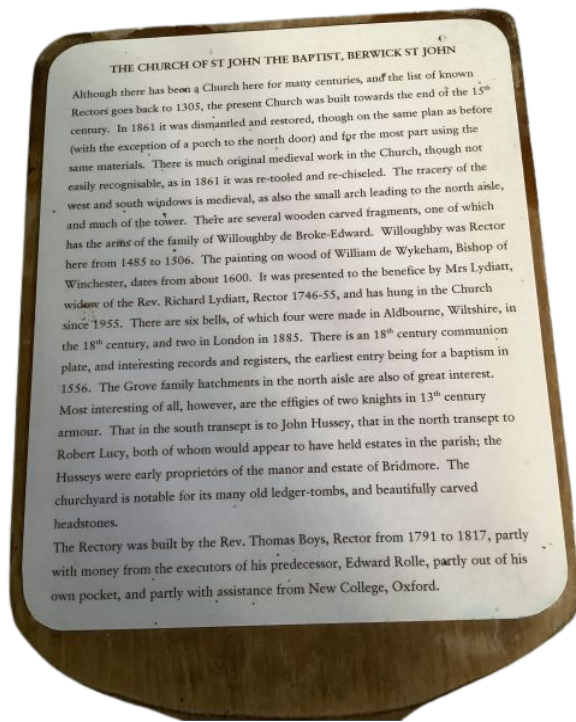 THE CHURCH OF ST JOHN THE BAPTIST, BERWICK ST JOHN
Although there has been a Church here for many centuries, and the list of known
Rectors goes back to 1305, the present Church was built towards the end of the 15th
century. In 1861 it was dismantled and restored, though on the same plan as before
(with the exception of a porch to the north door) and for the most part using the
same materials. There is much original medieval work in the Church, though not
easily recognisable, as in 1861 it was re-tooled and re-chiseled. The tracery of the
west and south windows is medieval, as also the small arch leading to the north aisle,
and much of the tower. There are several wooden carved fragments, one of which
has the arms of the family of Willoughby de Broke-Edward. Willoughby was Rector
here from 1485 to 1506. The painting on wood of William de Wykeham, Bishop of
Winchester, dates from about 1600. It was presented to the benefice by Mrs Lydiatt,
widow of the Rev. Richard Lydiatt, Rector 1746-55, and has hung in the Church
since 1955. There are six bells, of which four were made in Aldbourne, Wiltshire, in
the 18th century, and two in London in 1885. There is an 18th century communion
plate, and interesting records and registers, the earliest entry being for a baptism in
1556. The Grove family hatchments in the north aisle are also of great interest.
Most interesting of all, however, are the effigies of two knights in 13th century
armour. That in the south transept is to John Hussey, that in the north transept to
Robert Lucy, both of whom would appear to have held estates in the parish; the
Husseys were early proprietors of the manor and estate of Bridmore. The
churchyard is notable for its many old ledger-tombs, and beautifully carved
headstones.
The Rectory was built by the Rev. Thomas Boys, Rector from 1791 to 1817, partly
with money from the executors of his predecessor, Edward Rolle, partly out of his
own pocket, and partly with assistance from New College, Oxford.